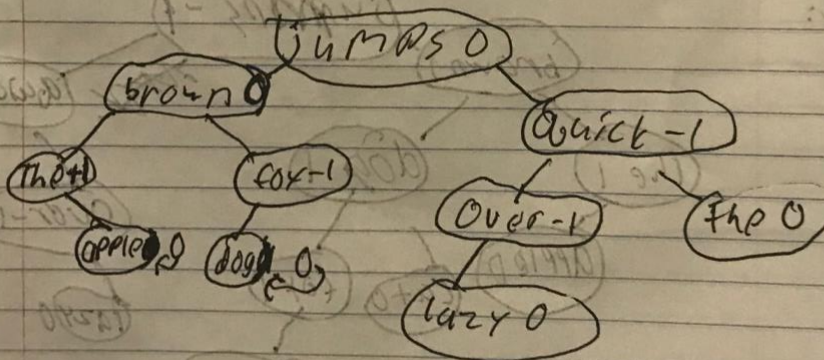 jumps 0
brown 0
Quick -1
The +1
fox -1
Over -1
the 0
apple 0
dog 0
lazy 0